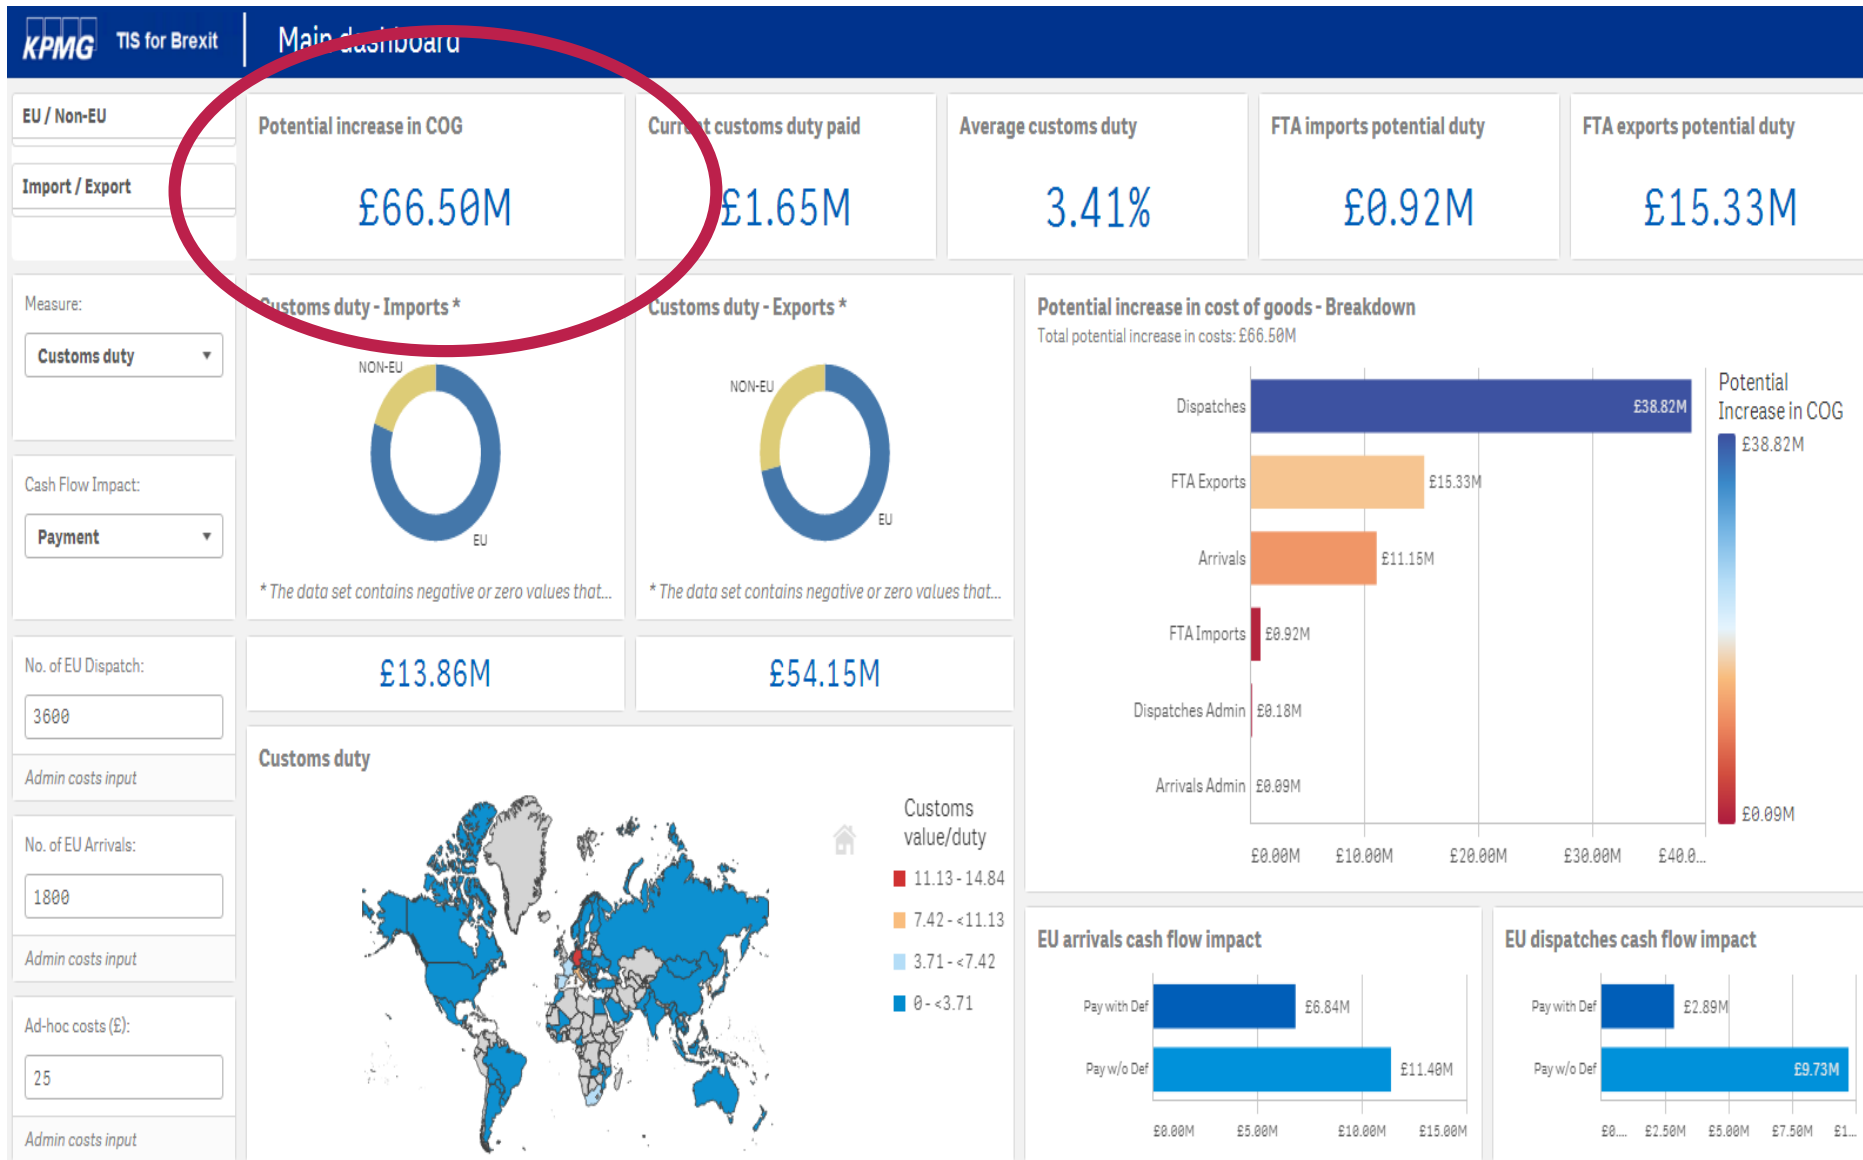 KPMG TIS for Brexit Main dashboard
EU / Non-EU
Import / Export
Potential increase in COG
£66.50M
Current customs duty paid
£1.65M
Average customs duty
3.41%
FTA imports potential duty
£0.92M
FTA exports potential duty
£15.33M
Measure:
Customs duty
Cash Flow Impact:
Payment
No. of EU Dispatch:
3600
Admin costs input
No. of EU Arrivals:
1800
Admin costs input
Ad-hoc costs (£):
25
Admin costs input
Customs duty - Imports *
NON-EU
EU
* The data set contains negative or zero values that...
£13.86M
Customs duty - Exports *
NON-EU
EU
* The data set contains negative or zero values that...
£54.15M
Potential increase in cost of goods - Breakdown
Total potential increase in costs: £66.50M
Dispatches £38.82M
FTA Exports £15.33M
Arrivals £11.15M
FTA Imports £0.92M
Dispatches Admin £0.18M
Arrivals Admin £0.09M
£0.00M £10.00M £20.00M £30.00M £40.0...
Potential
Increase in COG
£38.82M
£0.09M
Customs duty
Customs
value/duty
11.13 - 14.84
7.42 - <11.13
3.71 - <7.42
0 - <3.71
EU arrivals cash flow impact
Pay with Def £6.84M
Pay w/o Def £11.40M
£0.00M £5.00M £10.00M £15.00M
EU dispatches cash flow impact
Pay with Def £2.89M
Pay w/o Def £9.73M
£0.... £2.50M £5.00M £7.50M £1...